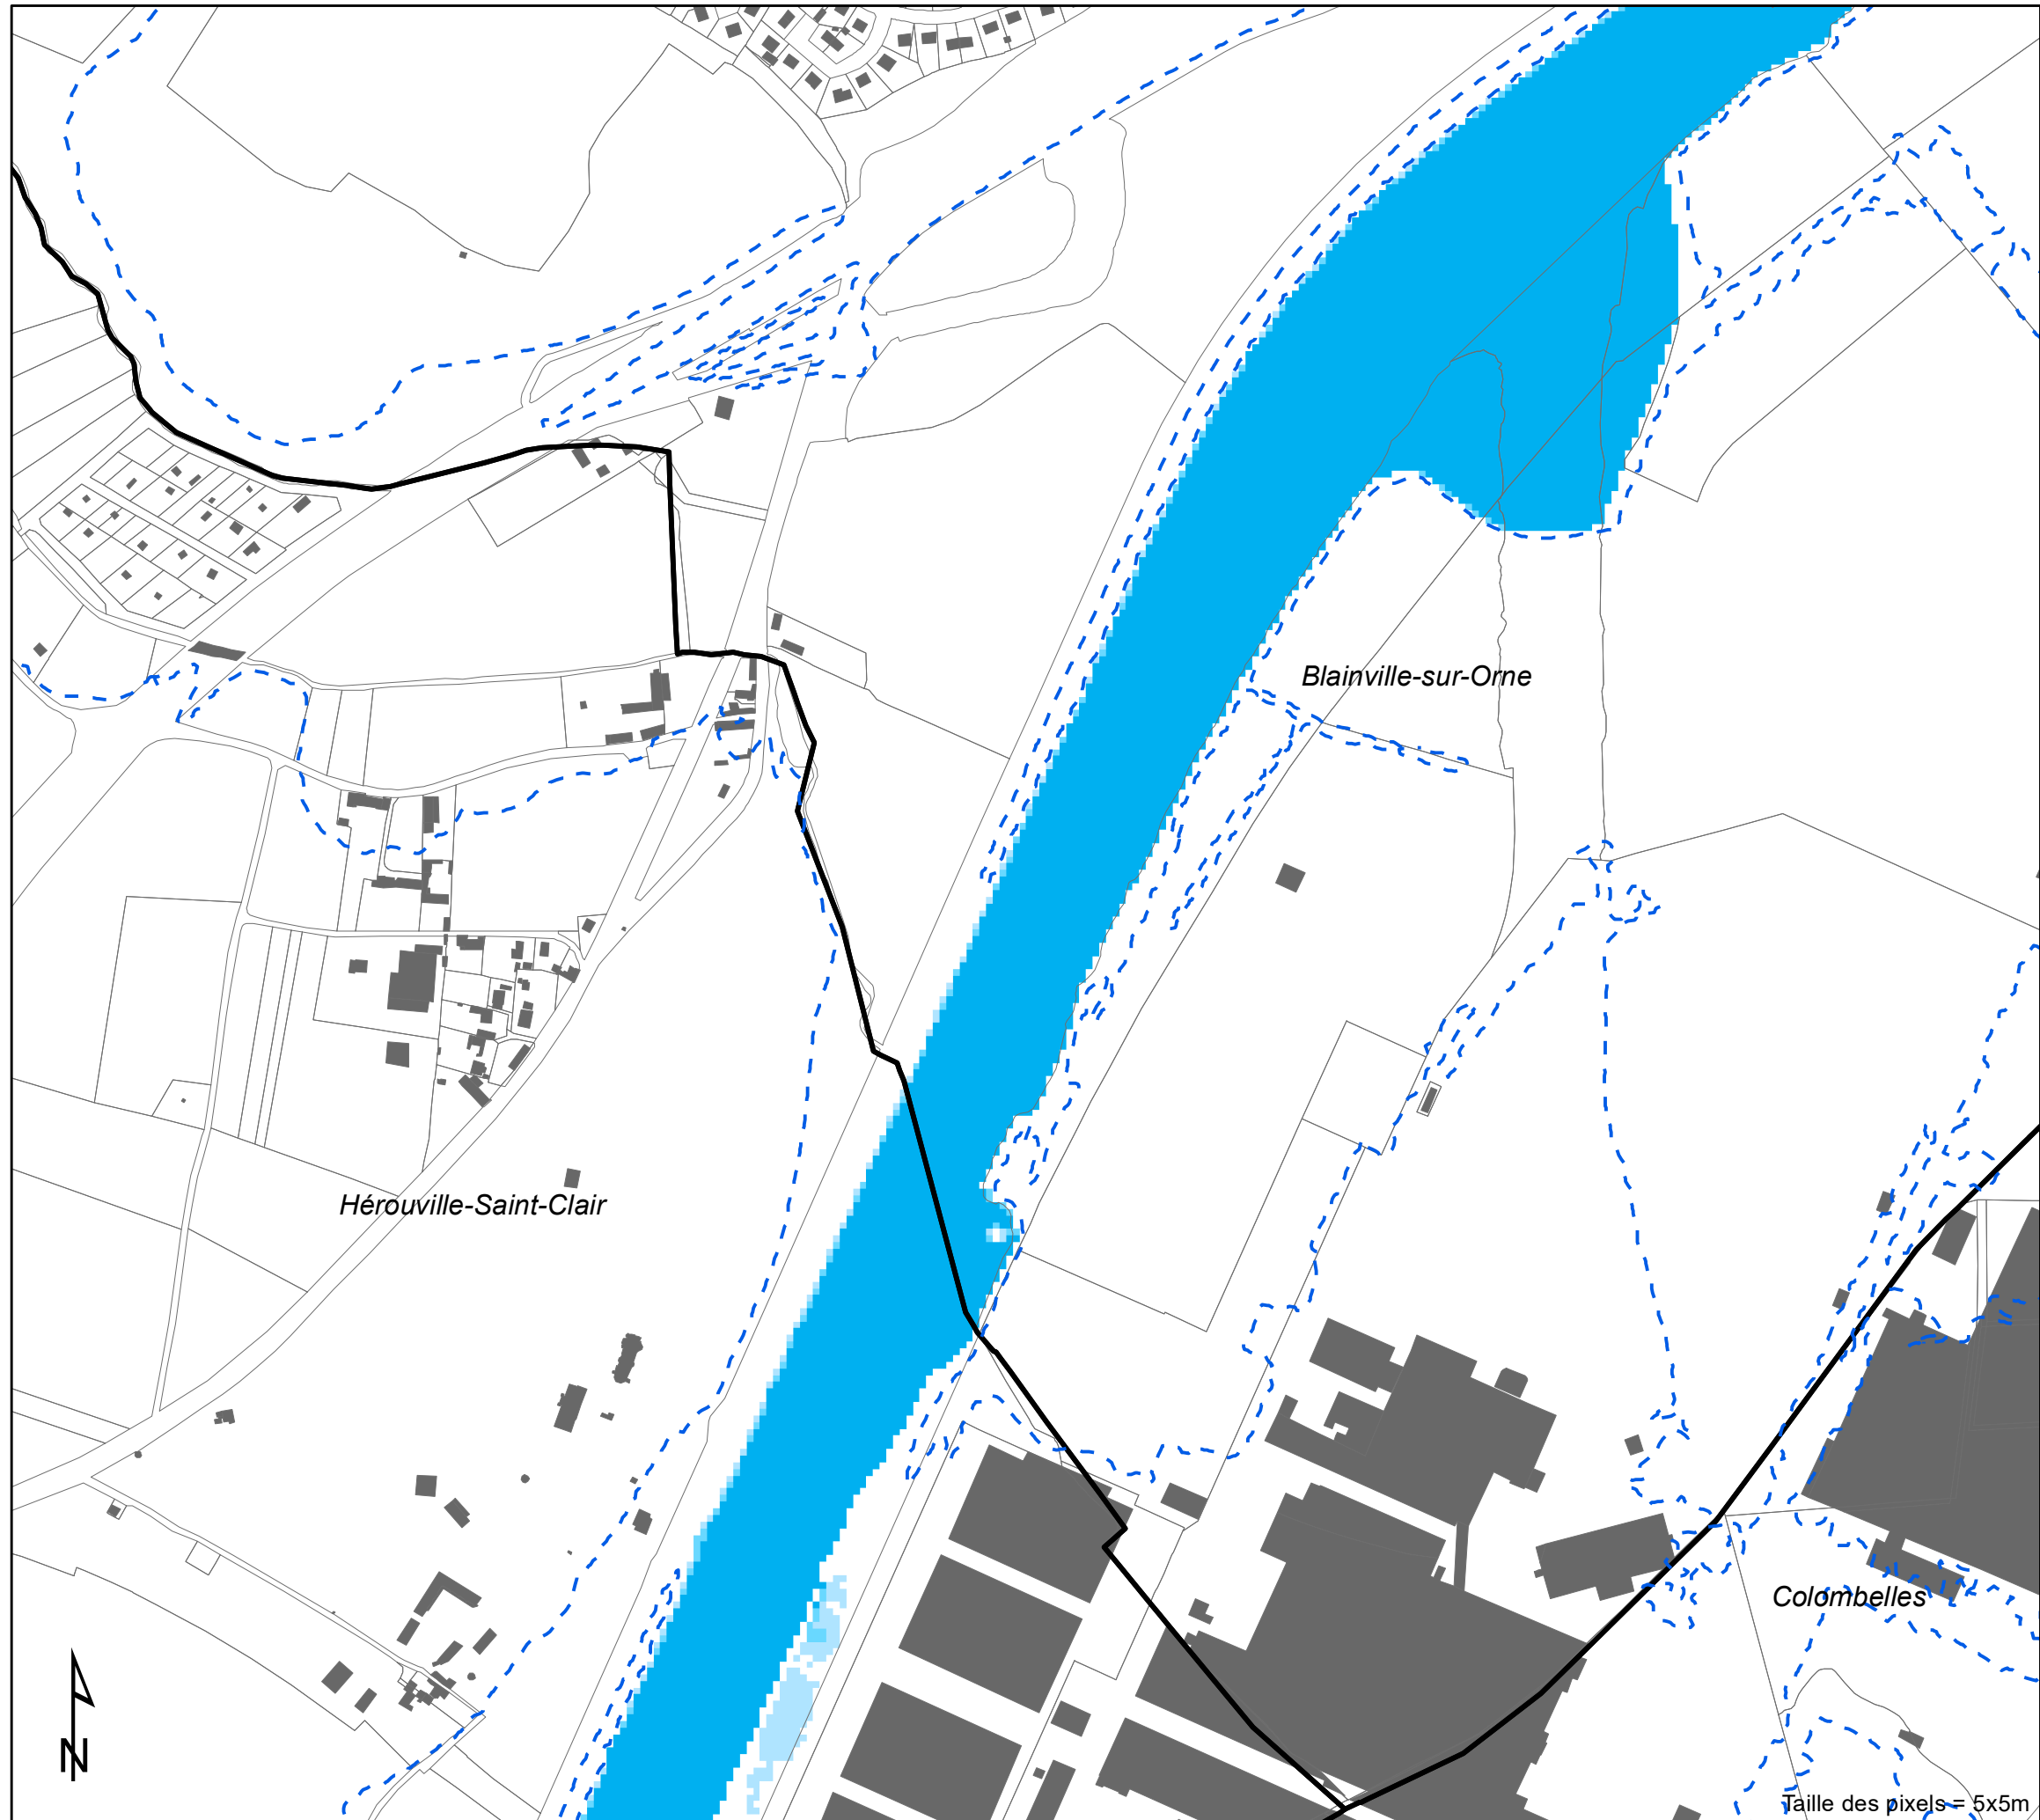 Blainville-sur-Orne
Hérouville-Saint-Clair
Colombelles
N
Taille des pixels = 5x5m